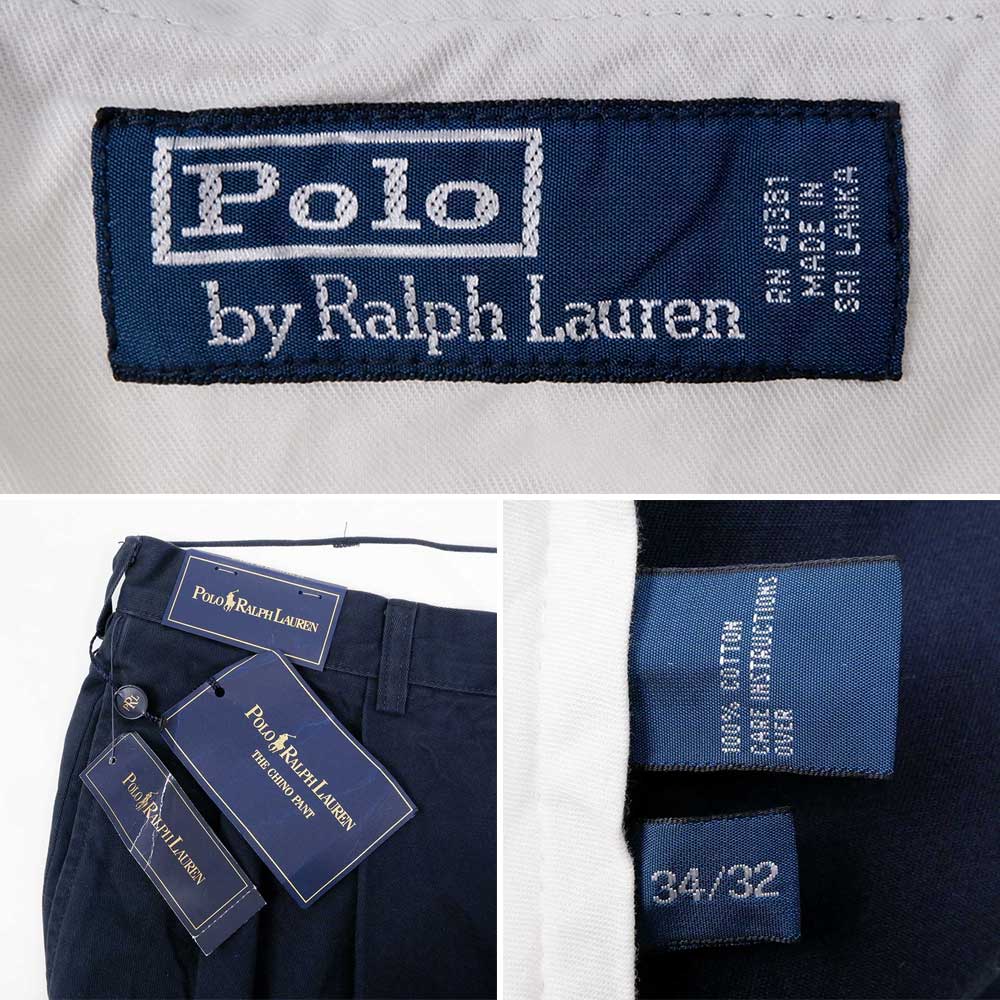 Polo
by Ralph Lauren
RN 41381
MADE IN
SRI LANKA
POLO RALPH LAUREN
PRL
POLO RALPH LAUREN
THE CHINO PANT
POLO RALPH LAUREN
100% COTTON
CARE INSTRUCTIONS
OVER
34/32